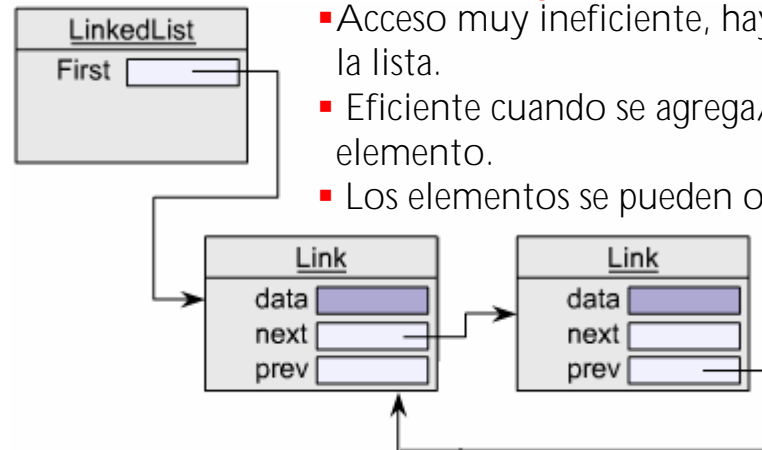 LinkedList
First
▪Acceso muy ineficiente, hay
la lista.
▪ Eficiente cuando se agrega/
elemento.
▪ Los elementos se pueden o
Link
data
next
prev
Link
data
next
prev